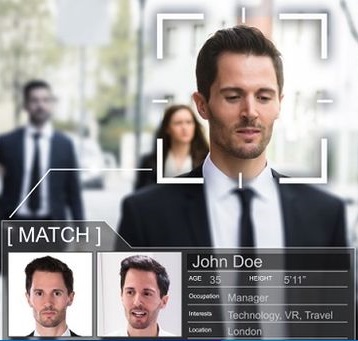 [ MATCH ]
John Doe
AGE 35 HEIGHT 5'11"
Occupation Manager
Interests Technology, VR, Travel
Location London